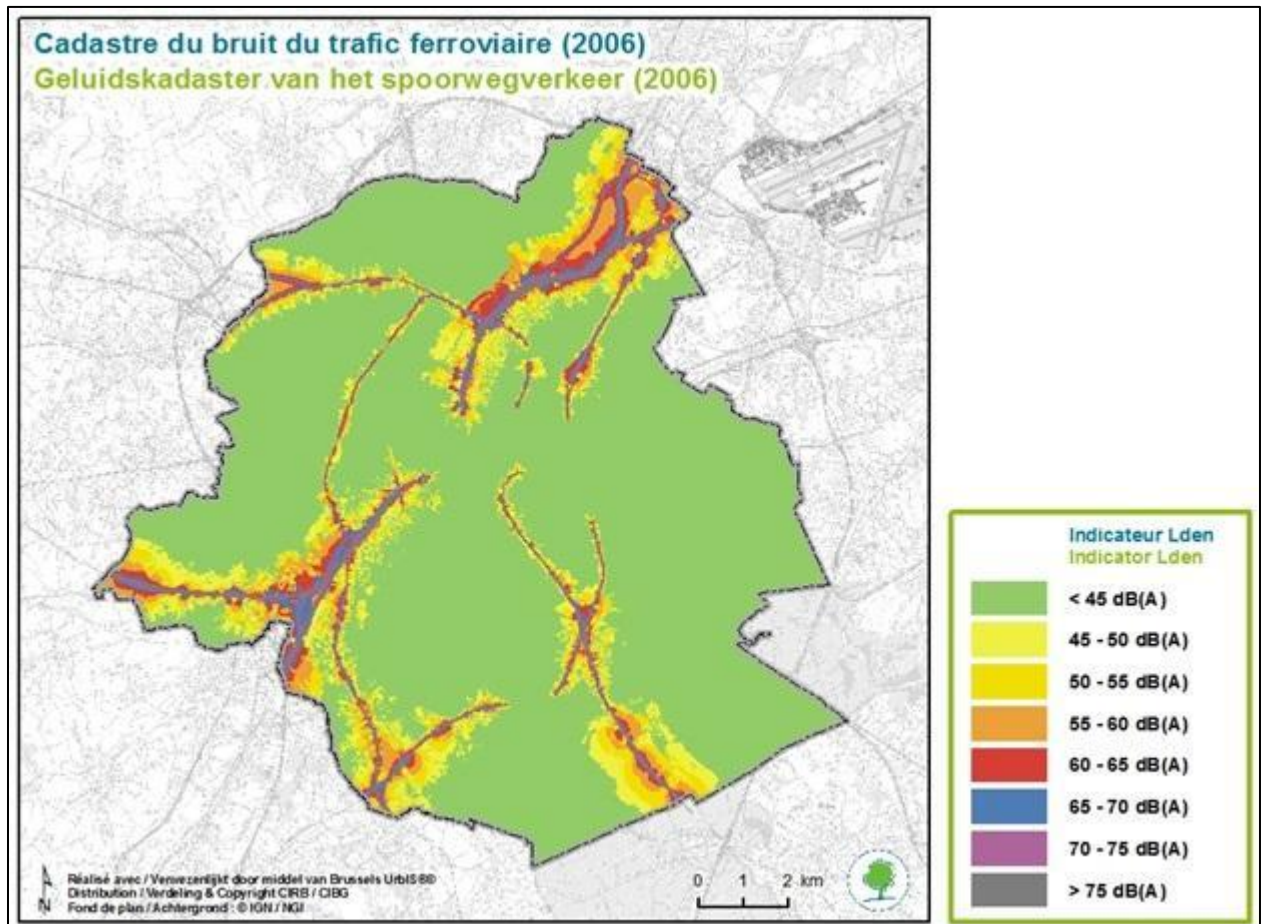 Cadastre du bruit du trafic ferroviaire (2006)
Geluidskadaster van het spoorwegverkeer (2006)
Indicateur Lden
Indicator Lden
< 45 dB(A)
45 - 50 dB(A)
50 - 55 dB(A)
55 - 60 dB(A)
60 - 65 dB(A)
65 - 70 dB(A)
70 - 75 dB(A)
> 75 dB(A)
N
Réalisé avec / Verwezenlijkt door middel van Brussels UrbIS®©
Distribution / Verdeling & Copyright CIRB / CIBG
Fond de plan / Achtergrond : © IGN / NGI
0 1 2 km